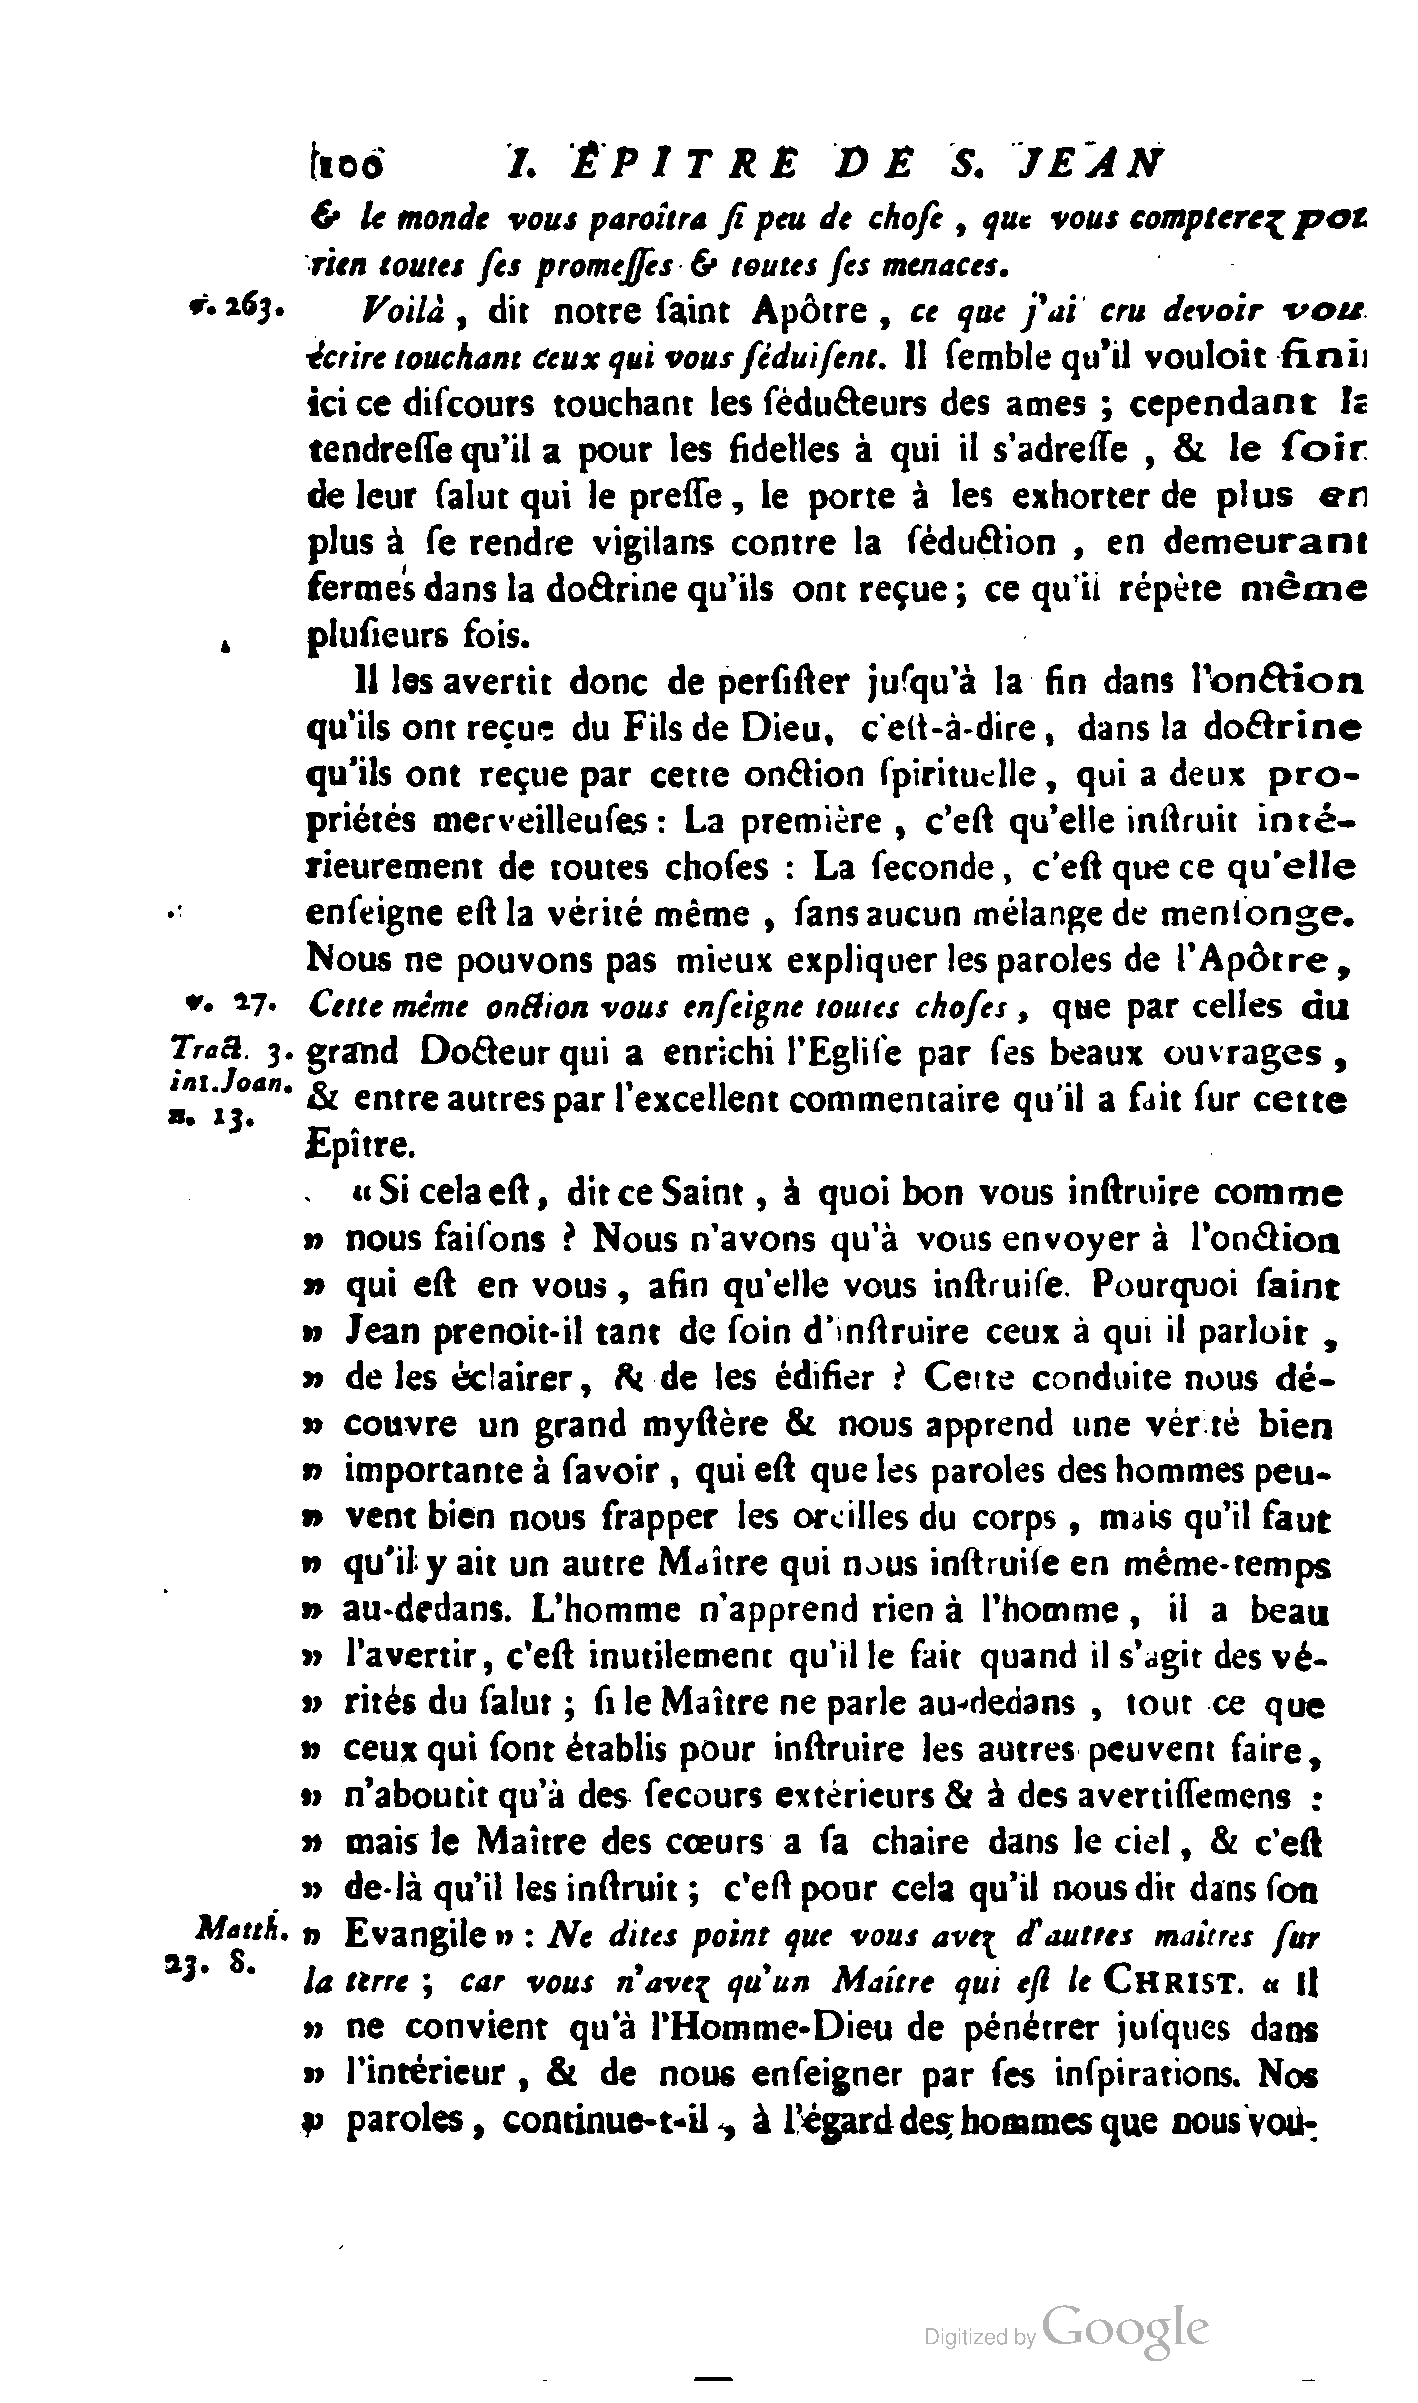 100 I. ÉPITRE DE S. JEAN
& le monde vous paroîtra ſi peu de choſe , que vous compterez pou
rien toutes ſes promeſſes & toutes ſes menaces.
℣. 263. Voilà , dit notre ſaint Apôtre , ce que j'ai cru devoir vou
écrire touchant ceux qui vous ſéduiſent. Il ſemble qu'il vouloit finir
ici ce diſcours touchant les ſéducteurs des ames ; cependant la
tendreſſe qu'il a pour les fidelles à qui il s'adreſſe , & le ſoin
de leur ſalut qui le preſſe, le porte à les exhorter de plus en
plus à ſe rendre vigilans contre la ſéduction , en demeurant
fermes dans la doctrine qu'ils ont reçue ; ce qu'il répète même
pluſieurs fois.
Il les avertit donc de perſiſter juſqu'à la fin dans l'onction
qu'ils ont reçue du Fils de Dieu, c'eſt-à-dire, dans la doctrine
qu'ils ont reçue par cette onction ſpirituelle, qui a deux pro-
priétés merveilleuſes : La première , c'eſt qu'elle inſtruit inté-
rieurement de toutes choſes : La ſeconde, c'eſt que ce qu'elle
enſeigne eſt la vérité même , ſans aucun mélange de menſonge.
Nous ne pouvons pas mieux expliquer les paroles de l'Apôtre,
℣. 27. Cette même onction vous enſeigne toutes choſes, que par celles du
Tract. 3. grand Docteur qui a enrichi l'Egliſe par ſes beaux ouvrages ,
in 1. Joan. & entre autres par l'excellent commentaire qu'il a fait ſur cette
n. 13. Epître.
« Si cela eſt, dit ce Saint , à quoi bon vous inſtruire comme
» nous faiſons ? Nous n'avons qu'à vous envoyer à l'onction
» qui eſt en vous, afin qu'elle vous inſtruiſe. Pourquoi ſaint
» Jean prenoit-il tant de ſoin d'inſtruire ceux à qui il parloit ,
» de les éclairer, & de les édifier ? Cette conduite nous dé-
» couvre un grand myſtère & nous apprend une vérité bien
» importante à ſavoir , qui eſt que les paroles des hommes peu-
» vent bien nous frapper les oreilles du corps , mais qu'il faut
» qu'il y ait un autre Maître qui nous inſtruiſe en même-temps
» au-dedans. L'homme n'apprend rien à l'homme, il a beau
» l'avertir, c'eſt inutilement qu'il le fait quand il s'agit des vé-
» rités du ſalut ; ſi le Maître ne parle au-dedans , tout ce que
» ceux qui ſont établis pour inſtruire les autres peuvent faire,
» n'aboutit qu'à des ſecours extérieurs & à des avertiſſemens :
» mais le Maître des cœurs a ſa chaire dans le ciel, & c'eſt
» de-là qu'il les inſtruit ; c'eſt pour cela qu'il nous dit dans ſon
Matth. » Evangile » : Ne dites point que vous avez d'autres maîtres ſur
23. 8. la terre ; car vous n'avez qu'un Maître qui eſt le CHRIST. « Il
» ne convient qu'à l'Homme-Dieu de pénétrer juſques dans
» l'intérieur , & de nous enſeigner par ſes inſpirations. Nos
» paroles, continue-t-il , à l'égard des hommes que nous vou-
Digitized by Google